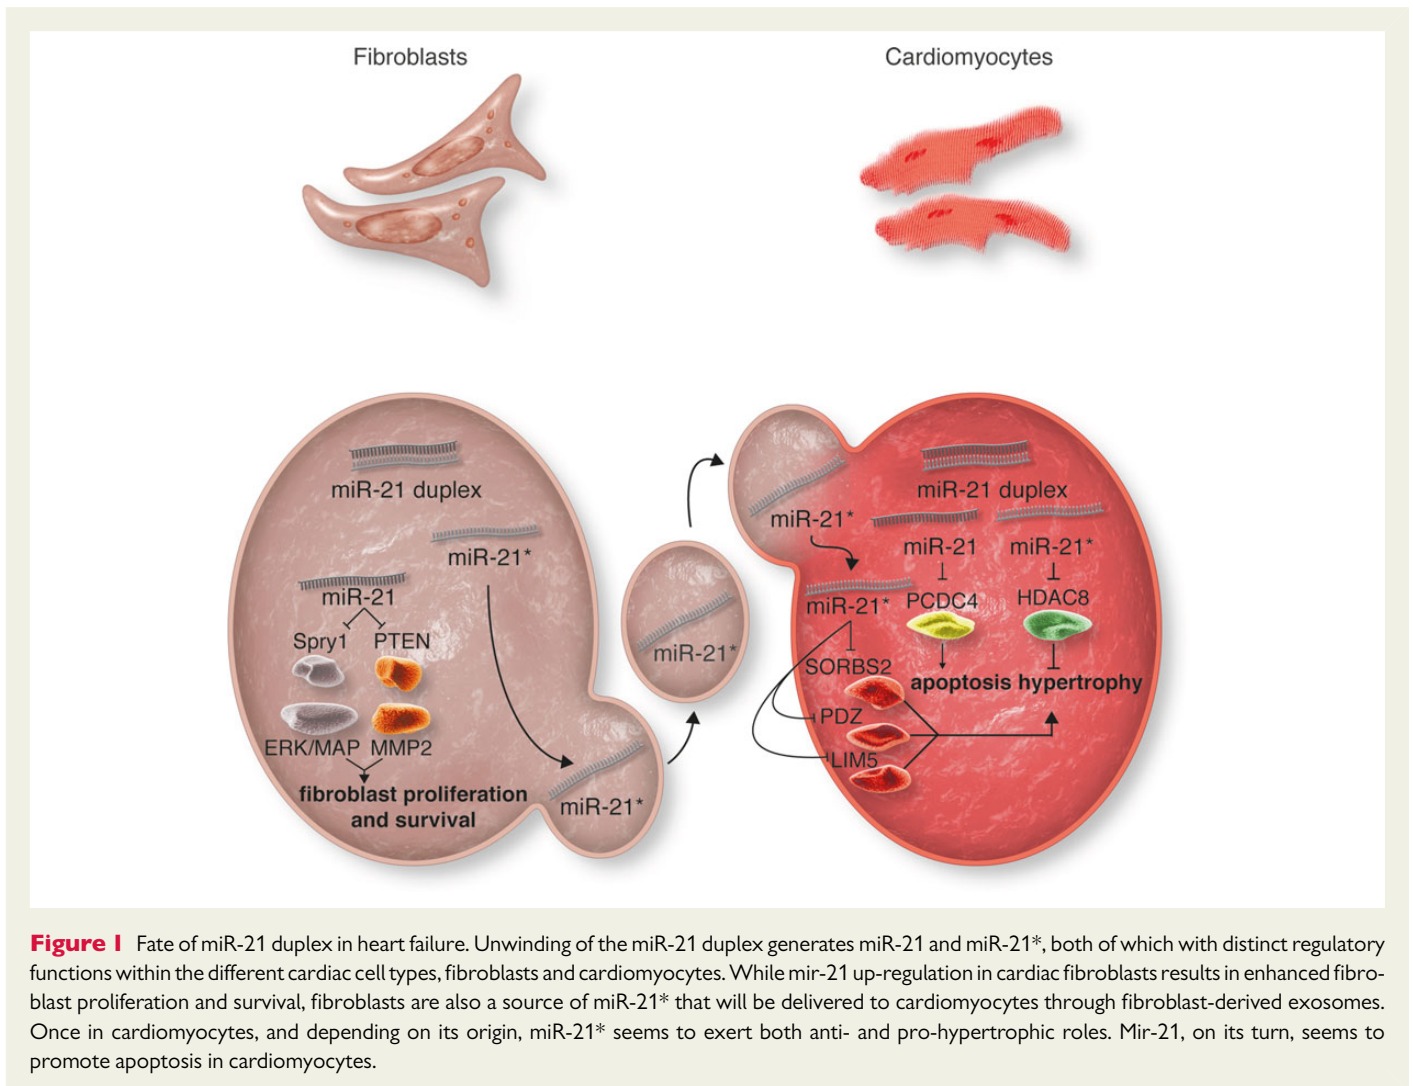 Fibroblasts
Cardiomyocytes
miR-21 duplex
miR-21*
miR-21
Spry1 PTEN
ERK/MAP MMP2
fibroblast proliferation
and survival
miR-21*
miR-21*
miR-21*
miR-21*
miR-21 duplex
miR-21 miR-21*
PCDC4 HDAC8
SORBS2
PDZ
LIM5
apoptosis hypertrophy
Figure 1 Fate of miR-21 duplex in heart failure. Unwinding of the miR-21 duplex generates miR-21 and miR-21*, both of which with distinct regulatory
functions within the different cardiac cell types, fibroblasts and cardiomyocytes. While mir-21 up-regulation in cardiac fibroblasts results in enhanced fibro-
blast proliferation and survival, fibroblasts are also a source of miR-21* that will be delivered to cardiomyocytes through fibroblast-derived exosomes.
Once in cardiomyocytes, and depending on its origin, miR-21* seems to exert both anti- and pro-hypertrophic roles. Mir-21, on its turn, seems to
promote apoptosis in cardiomyocytes.